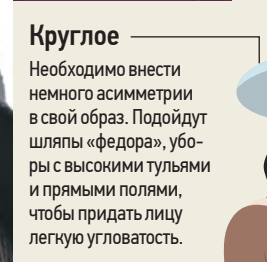 Круглое
Необходимо внести
немного асимметрии
в свой образ. Подойдут
шляпы «федора», убо-
ры с высокими тульями
и прямыми полями,
чтобы придать лицу
легкую угловатость.